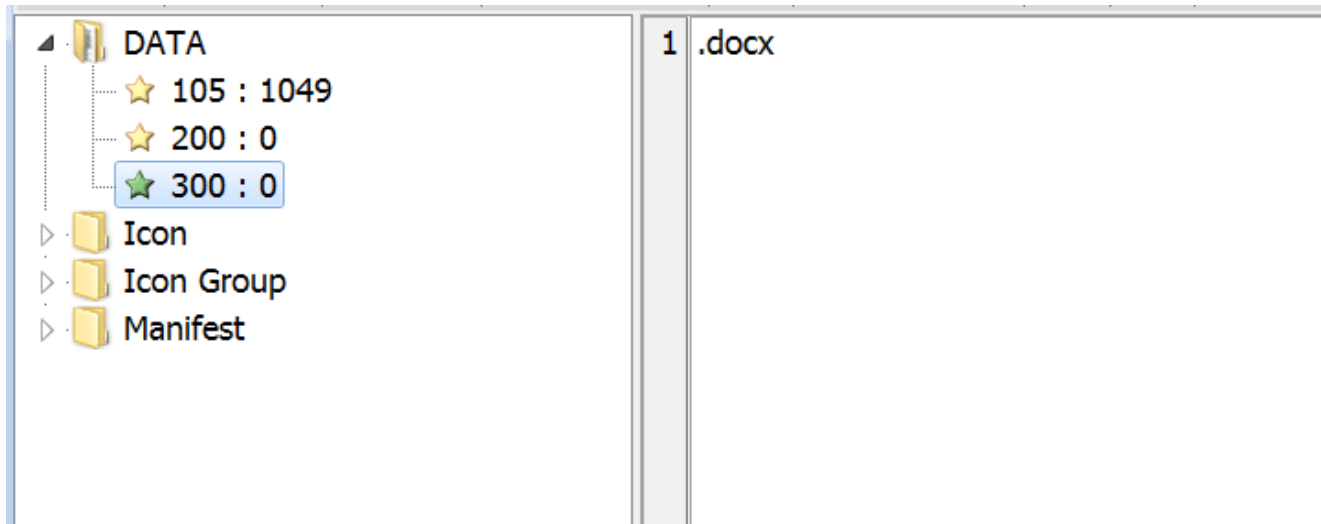 DATA
105 : 1049
200 : 0
300 : 0
Icon
Icon Group
Manifest
1 .docx